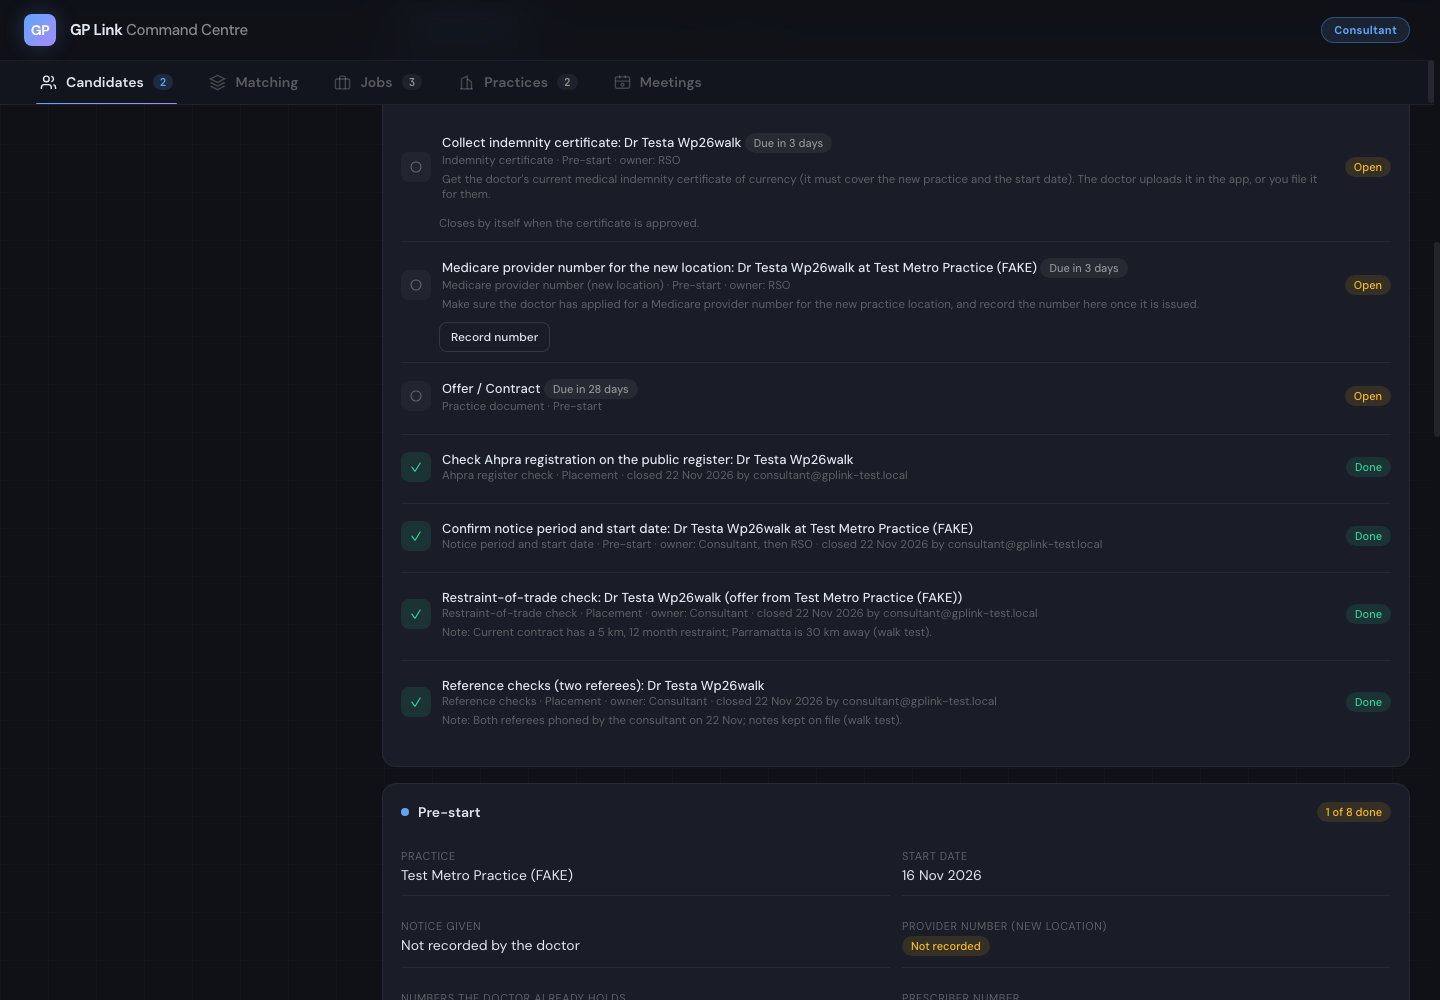 GP GP Link Command Centre
Consultant
Candidates 2 Matching Jobs 3 Practices 2 Meetings
Collect indemnity certificate: Dr Testa Wp26walk Due in 3 days
Indemnity certificate · Pre-start · owner: RSO
Get the doctor's current medical indemnity certificate of currency (it must cover the new practice and the start date). The doctor uploads it in the app, or you file it
for them.
Open
Closes by itself when the certificate is approved.
Medicare provider number for the new location: Dr Testa Wp26walk at Test Metro Practice (FAKE) Due in 3 days
Medicare provider number (new location) · Pre-start · owner: RSO
Make sure the doctor has applied for a Medicare provider number for the new practice location, and record the number here once it is issued.
Open
Record number
Offer / Contract Due in 28 days
Practice document · Pre-start
Open
Check Ahpra registration on the public register: Dr Testa Wp26walk
Ahpra register check · Placement · closed 22 Nov 2026 by consultant@gplink-test.local
Done
Confirm notice period and start date: Dr Testa Wp26walk at Test Metro Practice (FAKE)
Notice period and start date · Pre-start · owner: Consultant, then RSO · closed 22 Nov 2026 by consultant@gplink-test.local
Done
Restraint-of-trade check: Dr Testa Wp26walk (offer from Test Metro Practice (FAKE))
Restraint-of-trade check · Placement · owner: Consultant · closed 22 Nov 2026 by consultant@gplink-test.local
Note: Current contract has a 5 km, 12 month restraint; Parramatta is 30 km away (walk test).
Done
Reference checks (two referees): Dr Testa Wp26walk
Reference checks · Placement · owner: Consultant · closed 22 Nov 2026 by consultant@gplink-test.local
Note: Both referees phoned by the consultant on 22 Nov; notes kept on file (walk test).
Done
Pre-start
1 of 8 done
PRACTICE
Test Metro Practice (FAKE)
START DATE
16 Nov 2026
NOTICE GIVEN
Not recorded by the doctor
PROVIDER NUMBER (NEW LOCATION)
Not recorded
NUMBERS THE DOCTOR ALREADY HOLDS
PRESCRIBER NUMBER